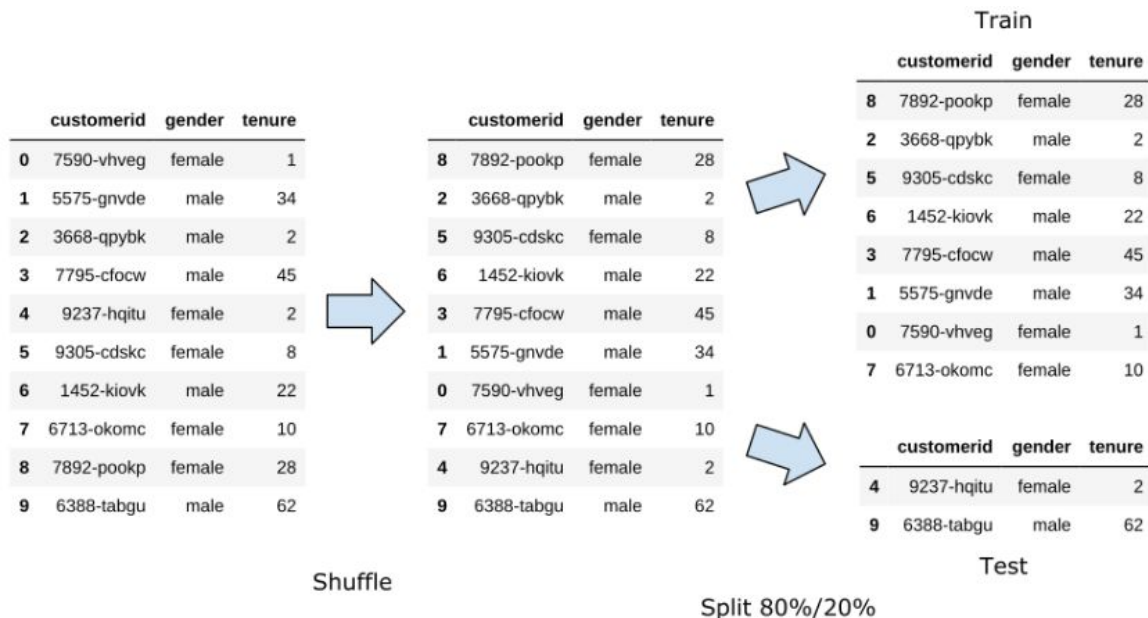 customerid gender tenure
0 7590-vhveg female 1
1 5575-gnvde male 34
2 3668-qpybk male 2
3 7795-cfocw male 45
4 9237-hqitu female 2
5 9305-cdskc female 8
6 1452-kiovk male 22
7 6713-okomc female 10
8 7892-pookp female 28
9 6388-tabgu male 62
Shuffle
customerid gender tenure
8 7892-pookp female 28
2 3668-qpybk male 2
5 9305-cdskc female 8
6 1452-kiovk male 22
3 7795-cfocw male 45
1 5575-gnvde male 34
0 7590-vhveg female 1
7 6713-okomc female 10
4 9237-hqitu female 2
9 6388-tabgu male 62
Split 80%/20%
Train
customerid gender tenure
8 7892-pookp female 28
2 3668-qpybk male 2
5 9305-cdskc female 8
6 1452-kiovk male 22
3 7795-cfocw male 45
1 5575-gnvde male 34
0 7590-vhveg female 1
7 6713-okomc female 10
customerid gender tenure
4 9237-hqitu female 2
9 6388-tabgu male 62
Test